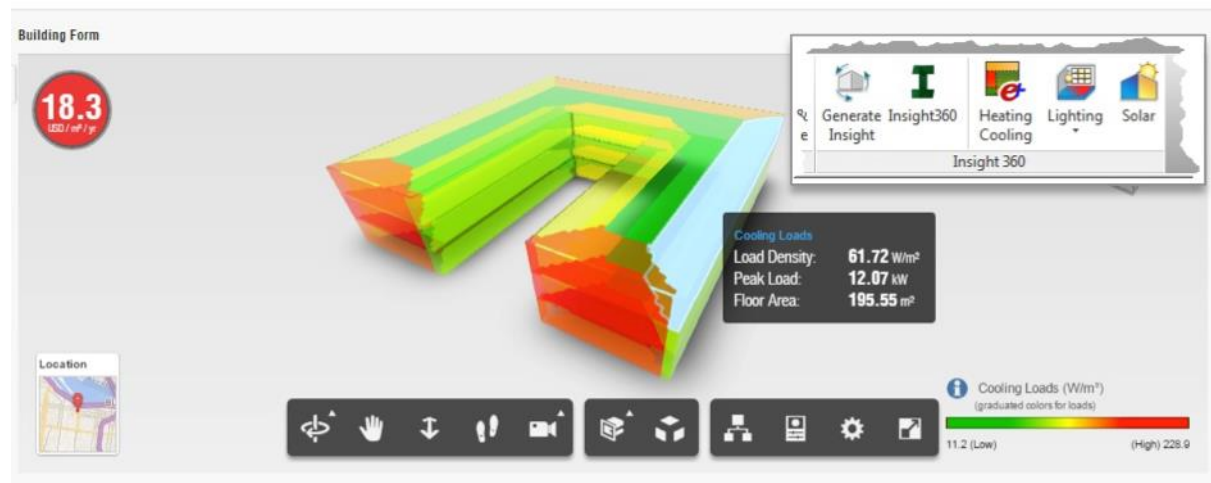 Building Form
18.3
USD / m² / yr
e
Generate Insight360 Heating Lighting Solar
Insight Cooling
Insight 360
Cooling Loads
Load Density: 61.72 W/m²
Peak Load: 12.07 kW
Floor Area: 195.55 m²
Location
Cooling Loads (W/m²)
(graduated colors for loads)
11.2 (Low) (High) 228.9